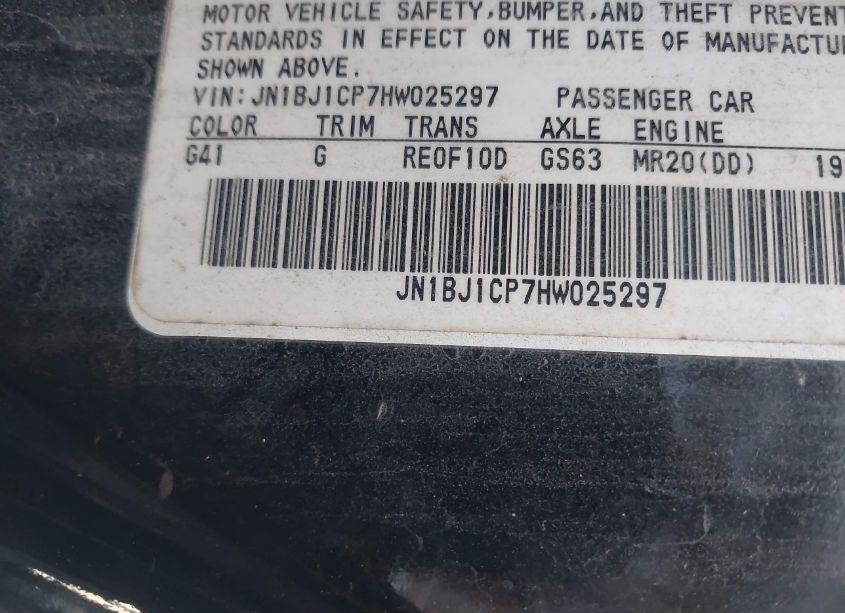 MOTOR VEHICLE SAFETY, BUMPER, AND THEFT PREVENT
STANDARDS IN EFFECT ON THE DATE OF MANUFACTU
SHOWN ABOVE.
VIN: JN1BJ1CP7HW025297 PASSENGER CAR
COLOR TRIM TRANS AXLE ENGINE
G41 G RE0F10D GS63 MR20(DD) 19
JN1BJ1CP7HW025297